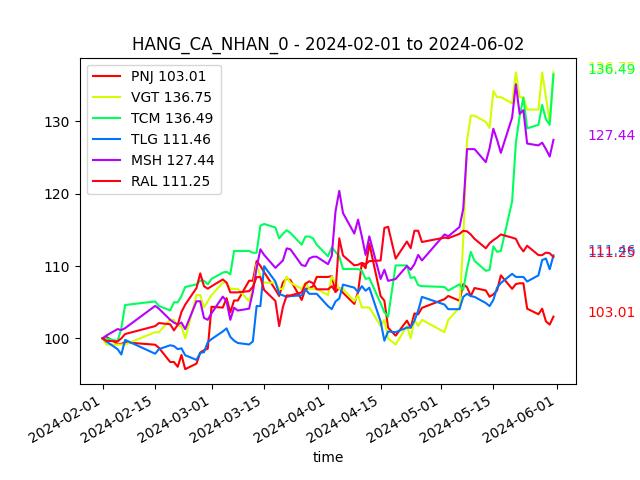 HANG_CA_NHAN_0 - 2024-02-01 to 2024-06-02
PNJ 103.01
VGT 136.75
TCM 136.49
TLG 111.46
MSH 127.44
RAL 111.25
130
120
110
100
136.49
127.44
111.46
111.25
103.01
2024-02-01
2024-02-15
2024-03-01
2024-03-15
2024-04-01
2024-04-15
2024-05-01
2024-05-15
2024-06-01
time